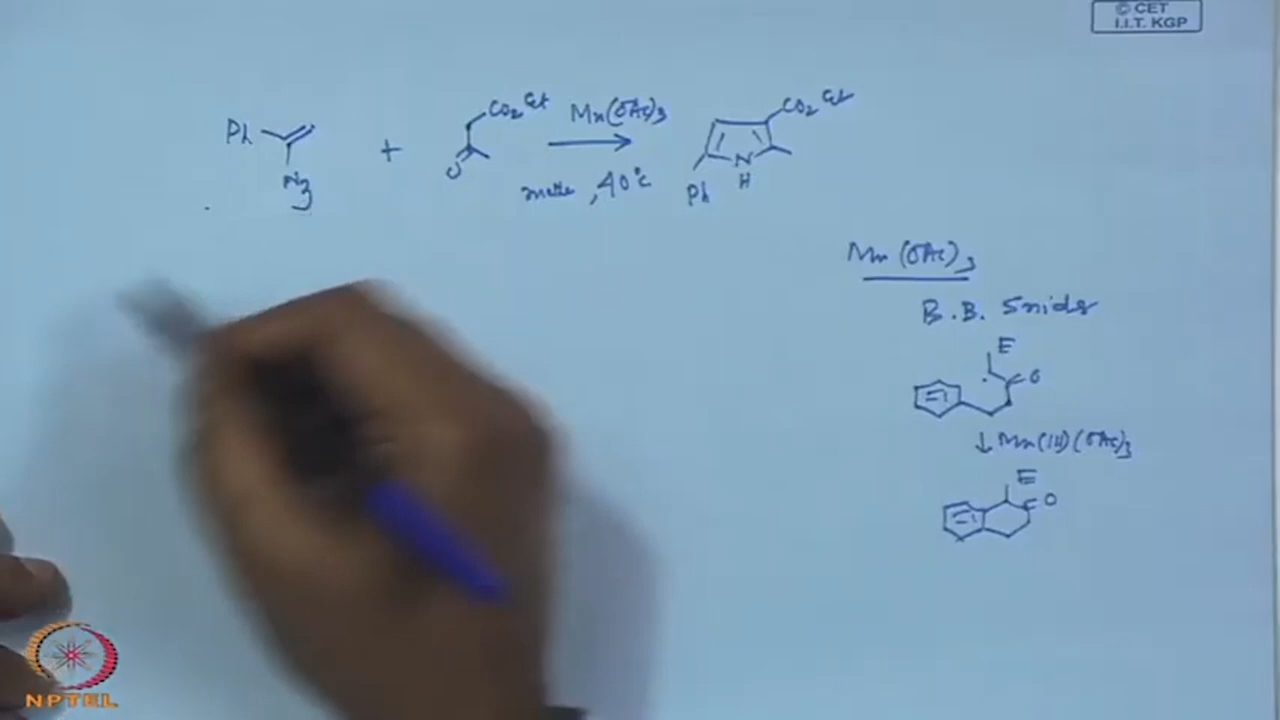 © CET
I.I.T. KGP
Ph
N3
+
CO2Et
O
Mn(OAc)3
40°C
CO2Et
N
H
Ph
Mn(OAc)3
B.B. Snider
E
O
↓ Mn(III)(OAc)3
E
O
NPTEL